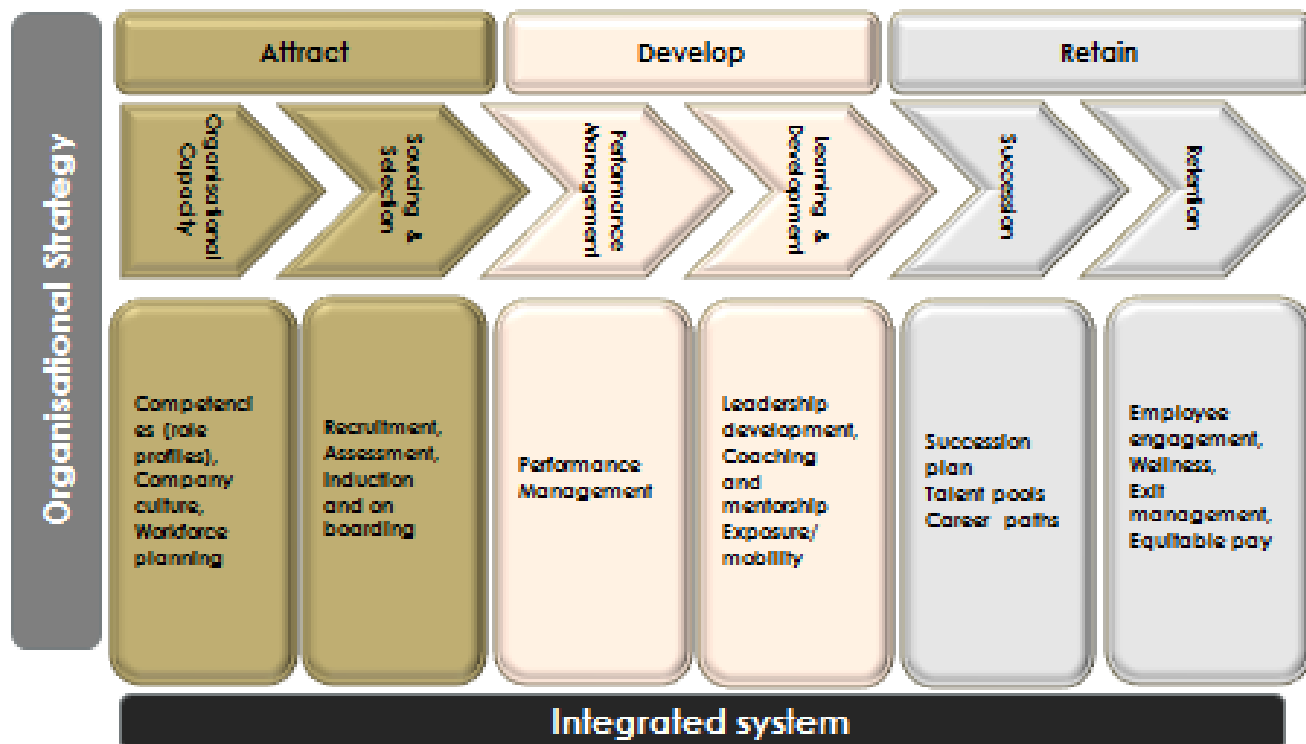 Organisational Strategy
Attract
Develop
Retain
Organisational
Capacity
Sourcing &
Selection
Performance
Management
Learning &
Development
Succession
Retention
Competenci
es (role
profiles),
Company
culture,
Workforce
planning
Recruitment,
Assessment,
Induction
and on
boarding
Performance
Management
Leadership
development,
Coaching
and
mentorship
Exposure/
mobility
Succession
plan
Talent pools
Career paths
Employee
engagement,
Wellness,
Exit
management,
Equitable pay
Integrated system